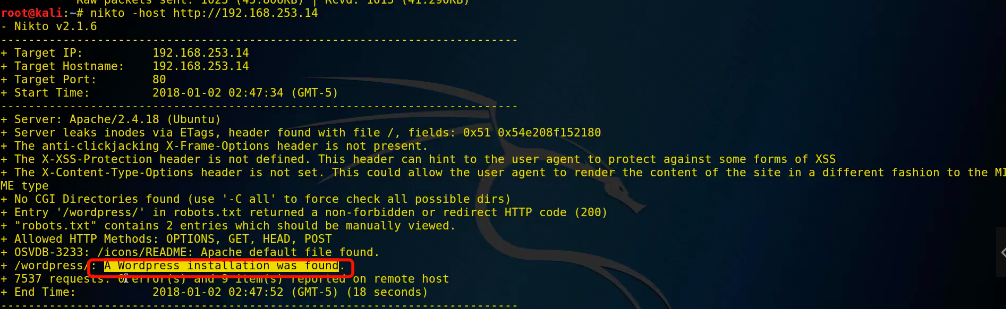 Raw packets sent: 1023 (45.806KB) | Rcvd: 1015 (41.290KB)
root@kali:~# nikto -host http://192.168.253.14
- Nikto v2.1.6
---------------------------------------------------------------------------
+ Target IP: 192.168.253.14
+ Target Hostname: 192.168.253.14
+ Target Port: 80
+ Start Time: 2018-01-02 02:47:34 (GMT-5)
---------------------------------------------------------------------------
+ Server: Apache/2.4.18 (Ubuntu)
+ Server leaks inodes via ETags, header found with file /, fields: 0x51 0x54e208f152180
+ The anti-clickjacking X-Frame-Options header is not present.
+ The X-XSS-Protection header is not defined. This header can hint to the user agent to protect against some forms of XSS
+ The X-Content-Type-Options header is not set. This could allow the user agent to render the content of the site in a different fashion to the MI
ME type
+ No CGI Directories found (use '-C all' to force check all possible dirs)
+ Entry '/wordpress/' in robots.txt returned a non-forbidden or redirect HTTP code (200)
+ "robots.txt" contains 2 entries which should be manually viewed.
+ Allowed HTTP Methods: OPTIONS, GET, HEAD, POST
+ OSVDB-3233: /icons/README: Apache default file found.
+ /wordpress/: A Wordpress installation was found.
+ 7537 requests: 0 error(s) and 9 item(s) reported on remote host
+ End Time: 2018-01-02 02:47:52 (GMT-5) (18 seconds)
---------------------------------------------------------------------------